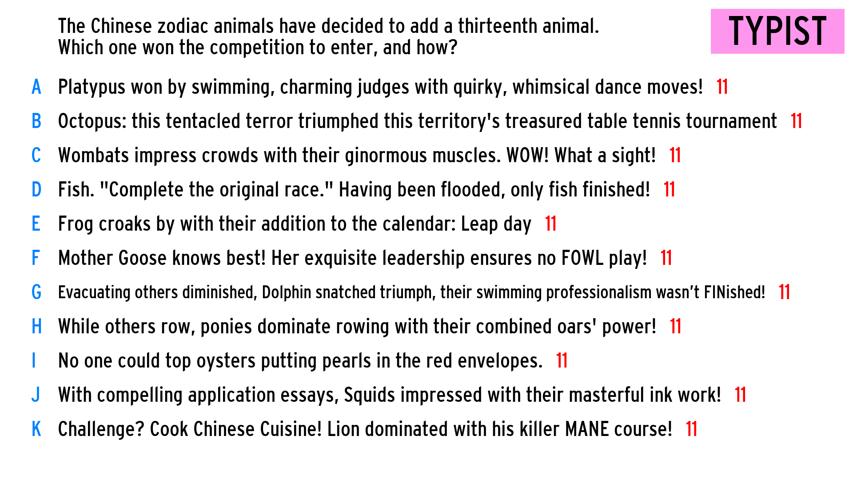 The Chinese zodiac animals have decided to add a thirteenth animal.
Which one won the competition to enter, and how?
TYPIST
A Platypus won by swimming, charming judges with quirky, whimsical dance moves! 11
B Octopus: this tentacled terror triumphed this territory's treasured table tennis tournament 11
C Wombats impress crowds with their ginormous muscles. WOW! What a sight! 11
D Fish. "Complete the original race." Having been flooded, only fish finished! 11
E Frog croaks by with their addition to the calendar: Leap day 11
F Mother Goose knows best! Her exquisite leadership ensures no FOWL play! 11
G Evacuating others diminished, Dolphin snatched triumph, their swimming professionalism wasn’t FINished! 11
H While others row, ponies dominate rowing with their combined oars' power! 11
I No one could top oysters putting pearls in the red envelopes. 11
J With compelling application essays, Squids impressed with their masterful ink work! 11
K Challenge? Cook Chinese Cuisine! Lion dominated with his killer MANE course! 11